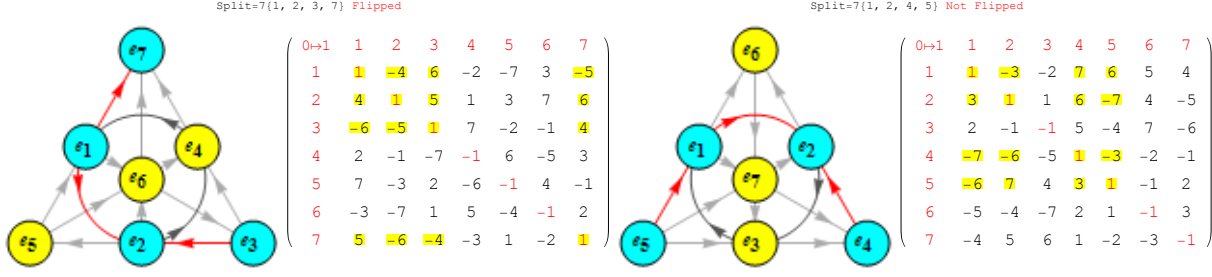 Split=7{1, 2, 3, 7} Flipped
e7
e1
e4
e6
e5
e2
e3
0↦1 1 2 3 4 5 6 7
1 1 -4 6 -2 -7 3 -5
2 4 1 5 1 3 7 6
3 -6 -5 1 7 -2 -1 4
4 2 -1 -7 -1 6 -5 3
5 7 -3 2 -6 -1 4 -1
6 -3 -7 1 5 -4 -1 2
7 5 -6 -4 -3 1 -2 1
Split=7{1, 2, 4, 5} Not Flipped
e6
e1
e2
e7
e5
e3
e4
0↦1 1 2 3 4 5 6 7
1 1 -3 -2 7 6 5 4
2 3 1 1 6 -7 4 -5
3 2 -1 -1 5 -4 7 -6
4 -7 -6 -5 1 -3 -2 -1
5 -6 7 4 3 1 -1 2
6 -5 -4 -7 2 1 -1 3
7 -4 5 6 1 -2 -3 -1